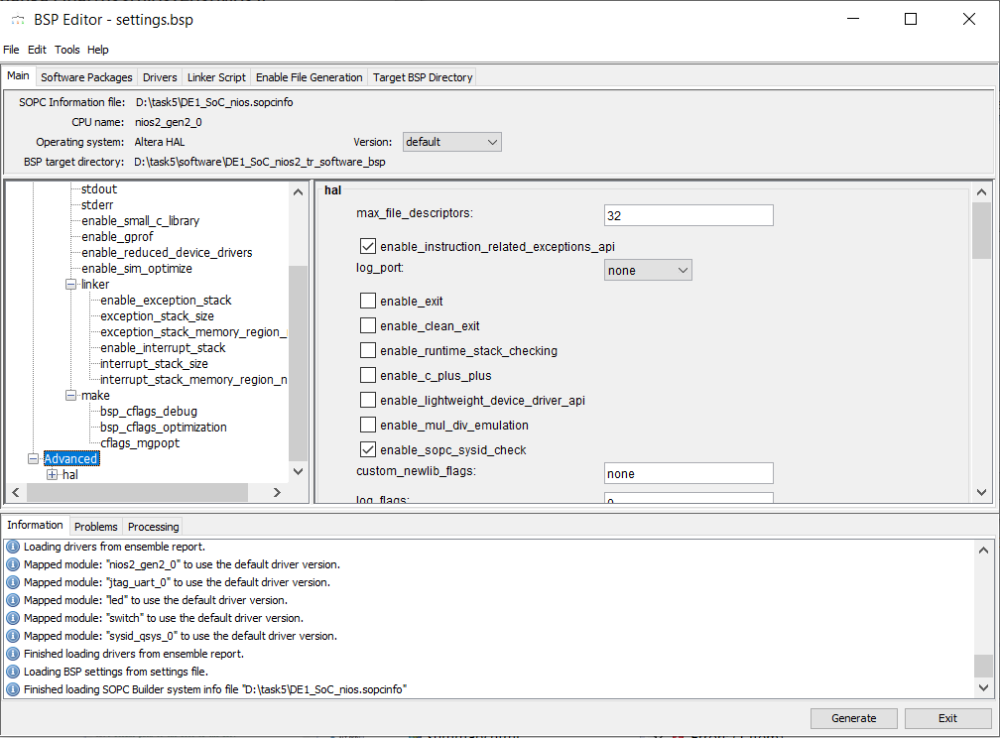 BSP Editor - settings.bsp
File Edit Tools Help
Main Software Packages Drivers Linker Script Enable File Generation Target BSP Directory
SOPC Information file: D:\task5\DE1_SoC_nios.sopcinfo
CPU name: nios2_gen2_0
Operating system: Altera HAL Version: default
BSP target directory: D:\task5\software\DE1_SoC_nios2_tr_software_bsp
stdout
stderr
enable_small_c_library
enable_gprof
enable_reduced_device_drivers
enable_sim_optimize
linker
enable_exception_stack
exception_stack_size
exception_stack_memory_region_
enable_interrupt_stack
interrupt_stack_size
interrupt_stack_memory_region_n
make
bsp_cflags_debug
bsp_cflags_optimization
cflags_mgpopt
Advanced
hal
hal
max_file_descriptors: 32
enable_instruction_related_exceptions_api
log_port: none
enable_exit
enable_clean_exit
enable_runtime_stack_checking
enable_c_plus_plus
enable_lightweight_device_driver_api
enable_mul_div_emulation
enable_sopc_sysid_check
custom_newlib_flags: none
log_flags: 0
Information Problems Processing
Loading drivers from ensemble report.
Mapped module: "nios2_gen2_0" to use the default driver version.
Mapped module: "jtag_uart_0" to use the default driver version.
Mapped module: "led" to use the default driver version.
Mapped module: "switch" to use the default driver version.
Mapped module: "sysid_qsys_0" to use the default driver version.
Finished loading drivers from ensemble report.
Loading BSP settings from settings file.
Finished loading SOPC Builder system info file "D:\task5\DE1_SoC_nios.sopcinfo"
Generate Exit